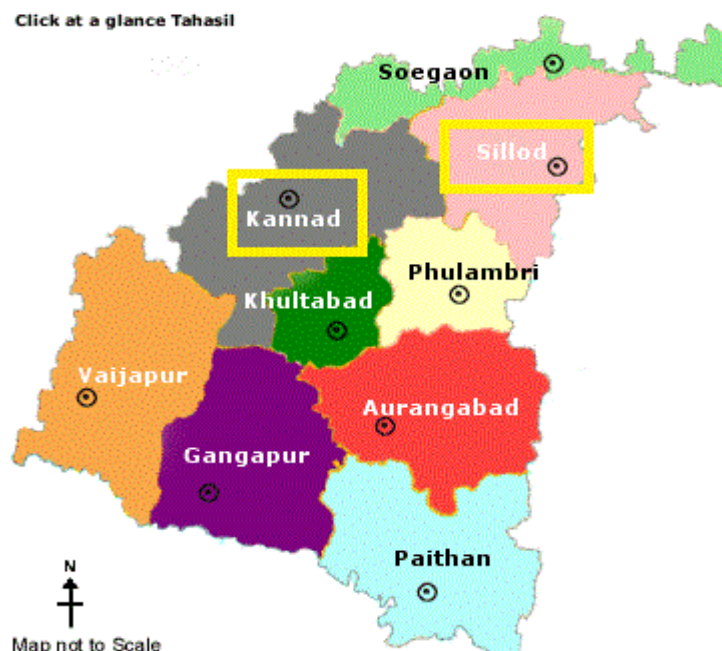 Click at a glance Tahasil
Soegaon
Sillod
Kannad
Phulambri
Khultabad
Vaijapur
Aurangabad
Gangapur
Paithan
N
Map not to Scale